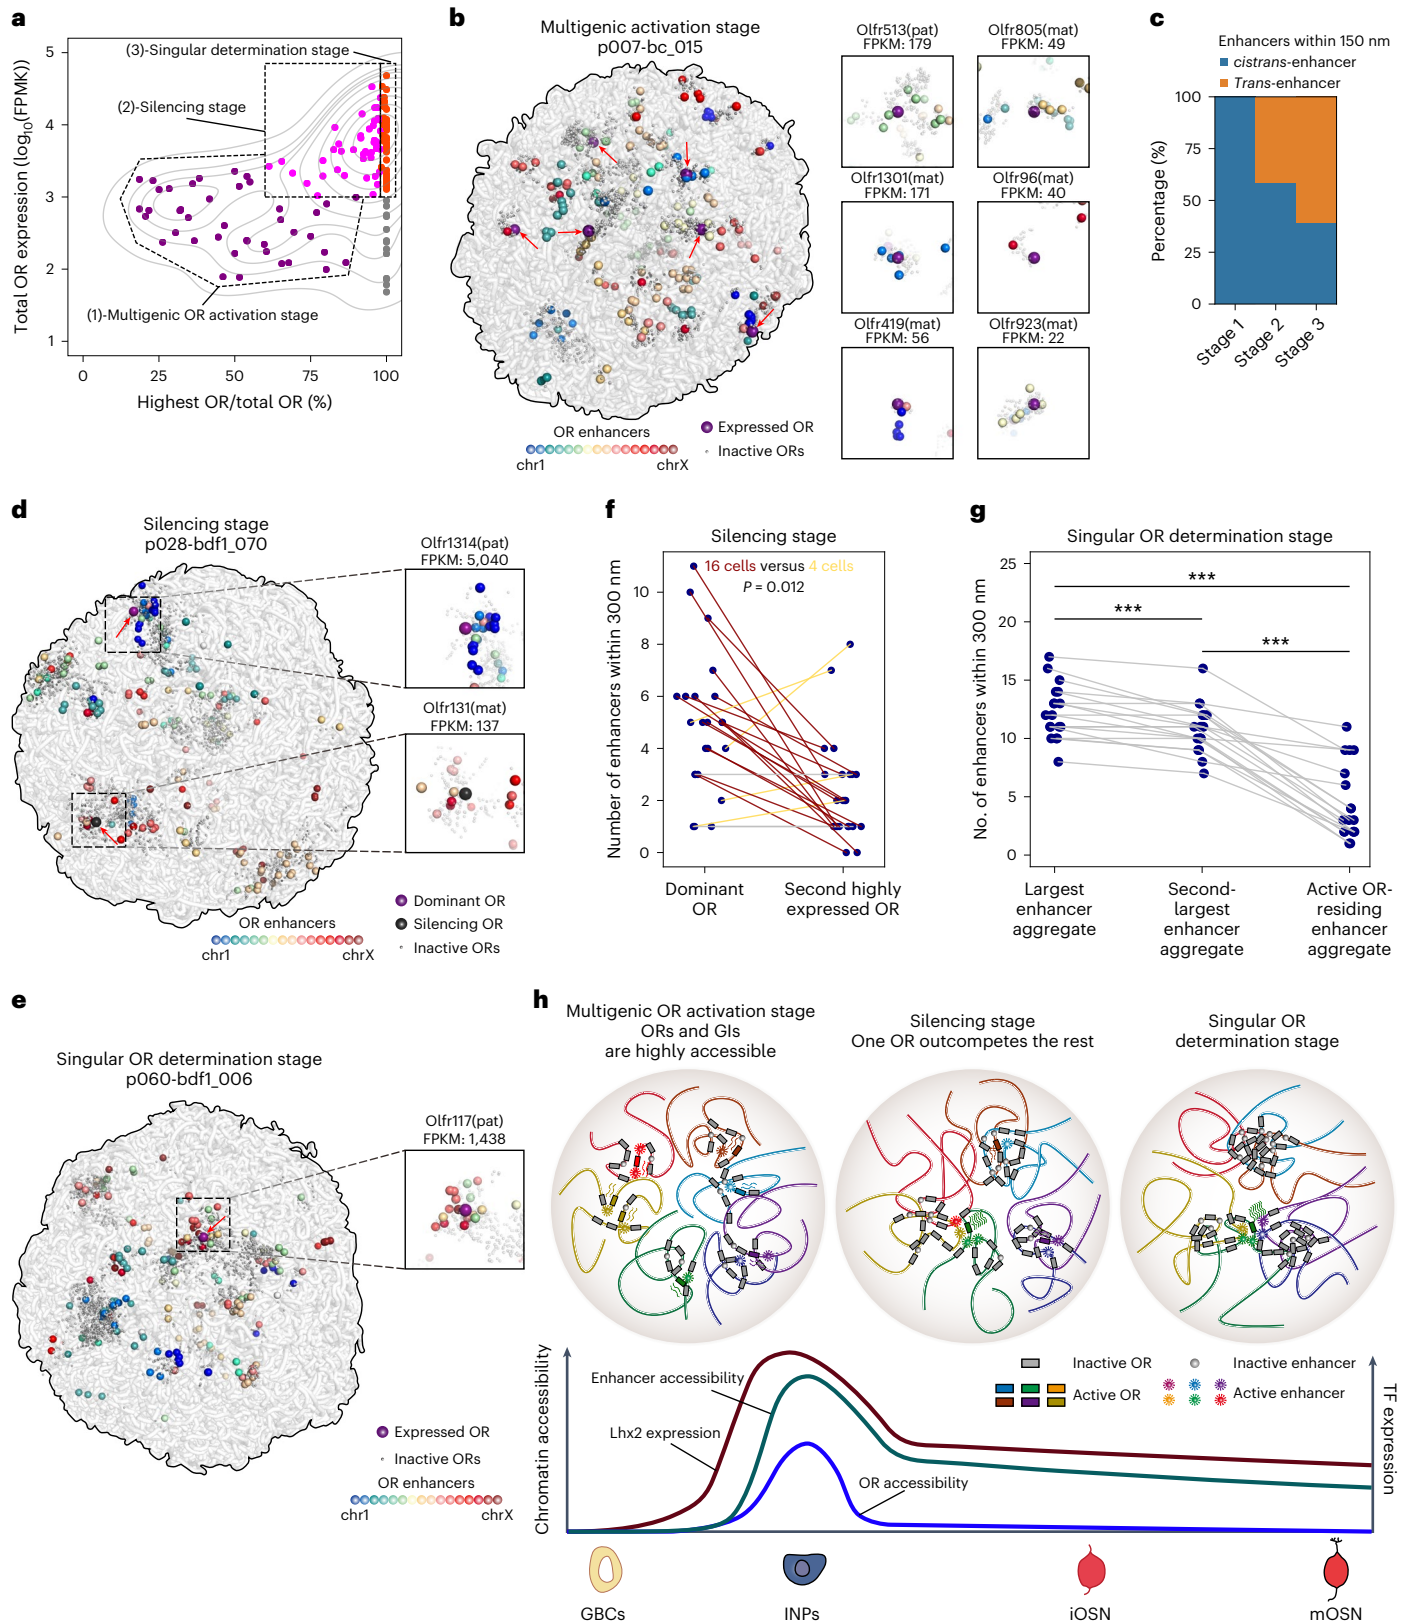 a
(3)-Singular determination stage
(2)-Silencing stage
(1)-Multigenic OR activation stage
Total OR expression (log10(FPMK))
5
4
3
2
1
0
25
50
75
100
Highest OR/total OR (%)
b
Multigenic activation stage
p007-bc_015
OR enhancers
chr1
chrX
Expressed OR
Inactive ORs
Olfr513(pat)
FPKM: 179
Olfr805(mat)
FPKM: 49
Olfr1301(mat)
FPKM: 171
Olfr96(mat)
FPKM: 40
Olfr419(mat)
FPKM: 56
Olfr923(mat)
FPKM: 22
c
Enhancers within 150 nm
cistrans-enhancer
Trans-enhancer
Percentage (%)
100
75
50
25
0
Stage 1
Stage 2
Stage 3
d
Silencing stage
p028-bdf1_070
Olfr1314(pat)
FPKM: 5,040
Olfr131(mat)
FPKM: 137
Dominant OR
Silencing OR
Inactive ORs
OR enhancers
chr1
chrX
f
Silencing stage
16 cells versus 4 cells
P = 0.012
Number of enhancers within 300 nm
10
8
6
4
2
0
Dominant
OR
Second highly
expressed OR
g
Singular OR determination stage
***
***
***
No. of enhancers within 300 nm
25
20
15
10
5
0
Largest
enhancer
aggregate
Second-
largest
enhancer
aggregate
Active OR-
residing
enhancer
aggregate
e
Singular OR determination stage
p060-bdf1_006
Olfr117(pat)
FPKM: 1,438
Expressed OR
Inactive ORs
OR enhancers
chr1
chrX
h
Multigenic OR activation stage
ORs and GIs
are highly accessible
Silencing stage
One OR outcompetes the rest
Singular OR
determination stage
Chromatin accessibility
TF expression
Enhancer accessibility
Lhx2 expression
OR accessibility
Inactive OR
Inactive enhancer
Active OR
Active enhancer
GBCs
INPs
iOSN
mOSN